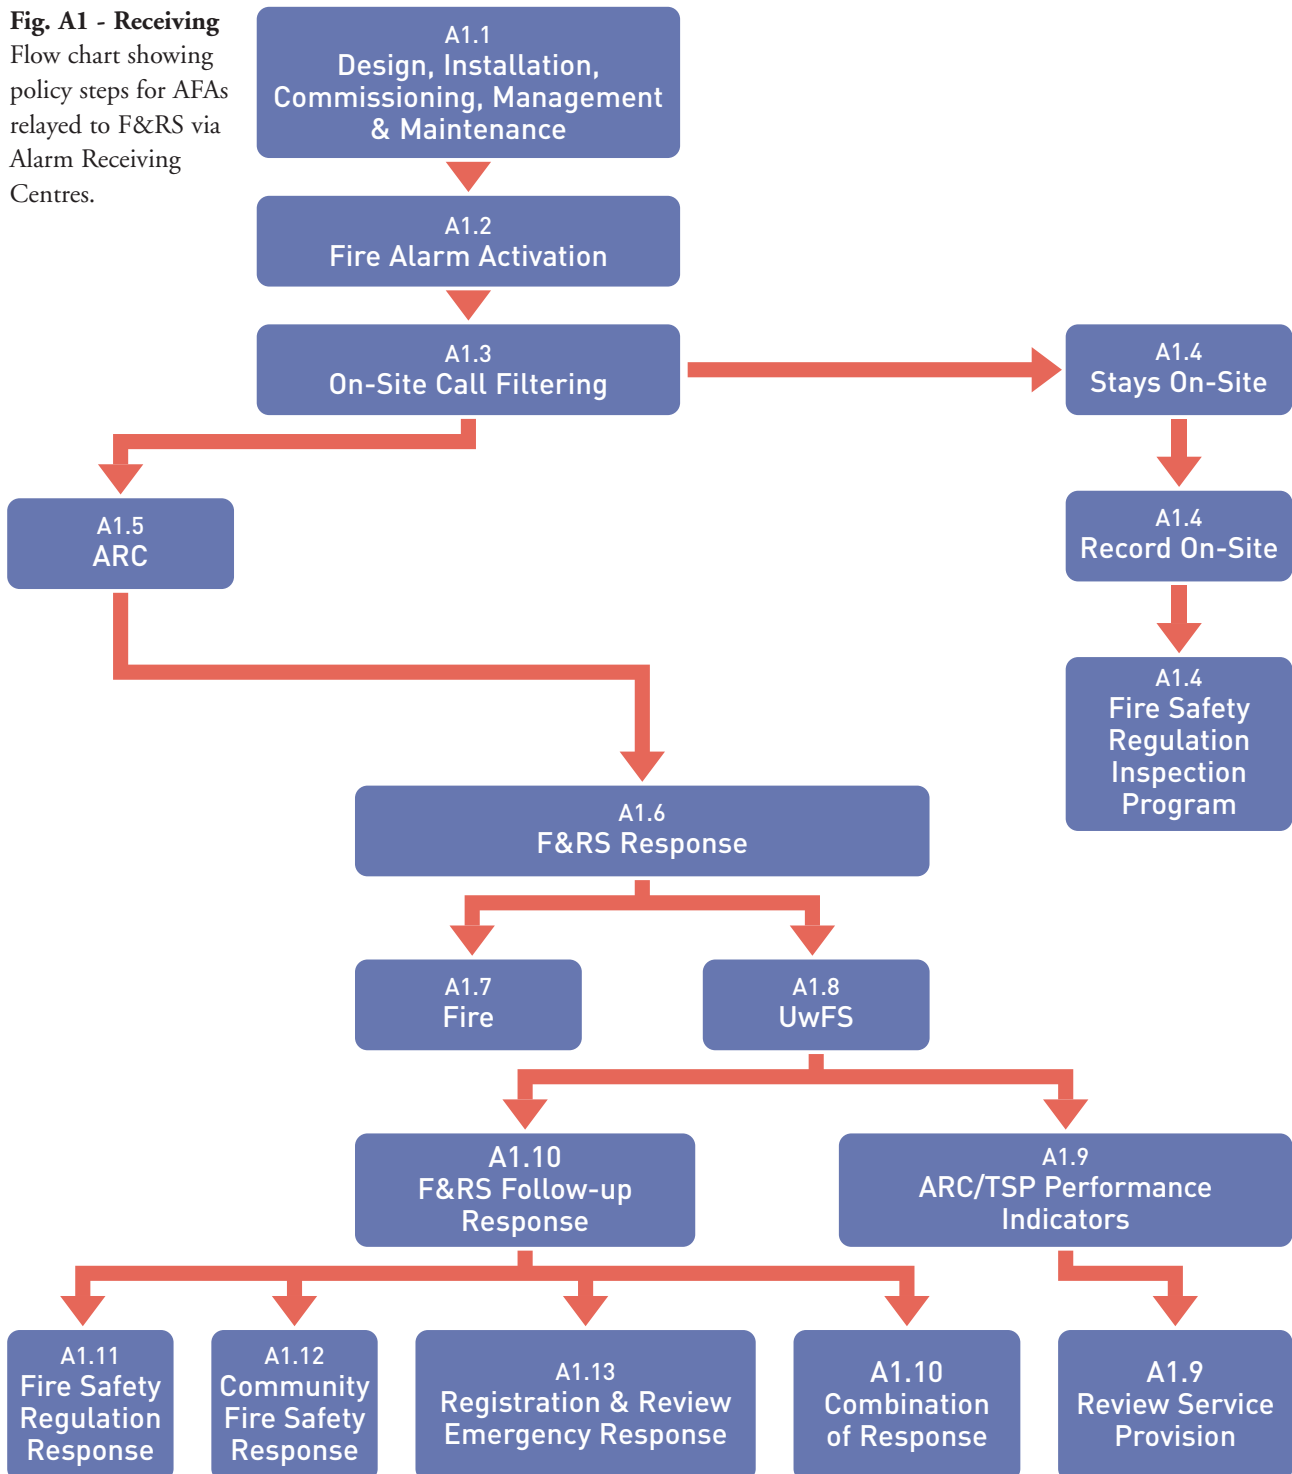 Fig. A1 - Receiving
Flow chart showing
policy steps for AFAs
relayed to F&RS via
Alarm Receiving
Centres.
A1.1
Design, Installation,
Commissioning, Management
& Maintenance
A1.2
Fire Alarm Activation
A1.3
On-Site Call Filtering
A1.4
Stays On-Site
A1.5
ARC
A1.4
Record On-Site
A1.4
Fire Safety
Regulation
Inspection
Program
A1.6
F&RS Response
A1.7
Fire
A1.8
UwFS
A1.10
F&RS Follow-up
Response
A1.9
ARC/TSP Performance
Indicators
A1.11
Fire Safety
Regulation
Response
A1.12
Community
Fire Safety
Response
A1.13
Registration & Review
Emergency Response
A1.10
Combination
of Response
A1.9
Review Service
Provision